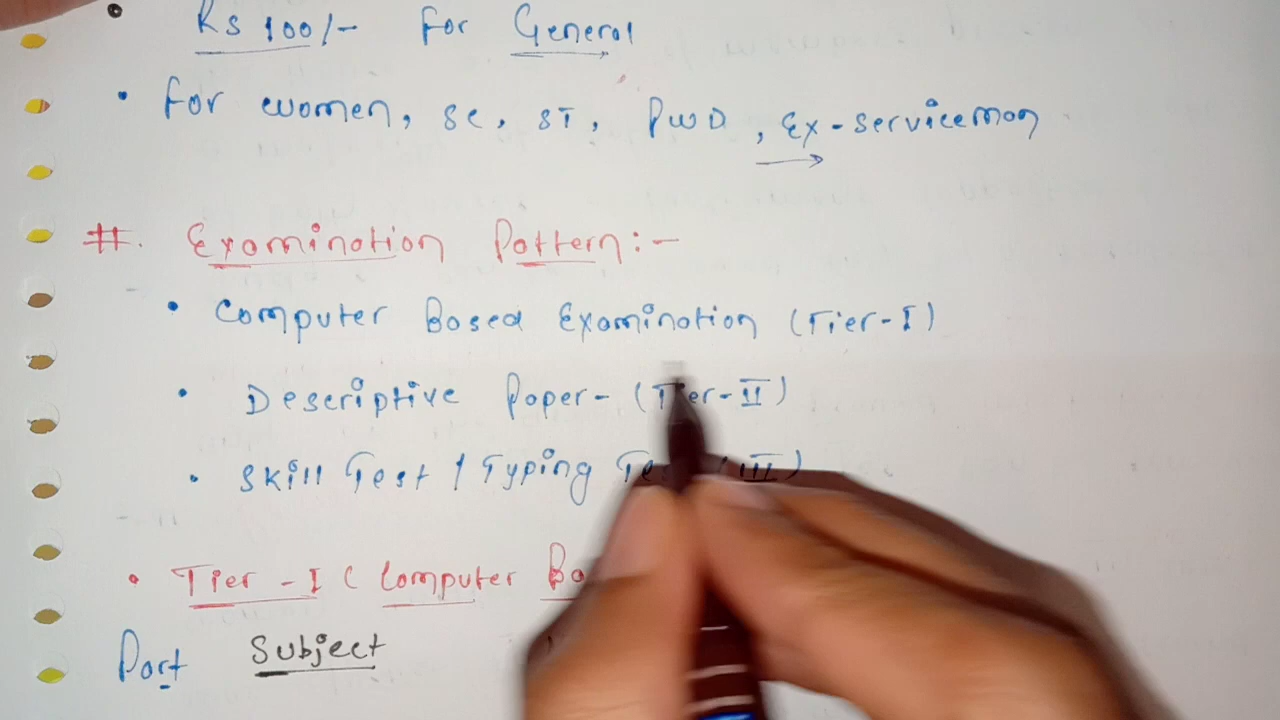 • Rs 100/- for General
• For women, SC, ST, PWD, Ex-serviceman
#. Examination Pattern:-
• Computer Based Examination (Tier-I)
• Descriptive Paper- (Tier-II)
• Skill Test / Typing III)
• Tier-I ( Computer
Part Subject